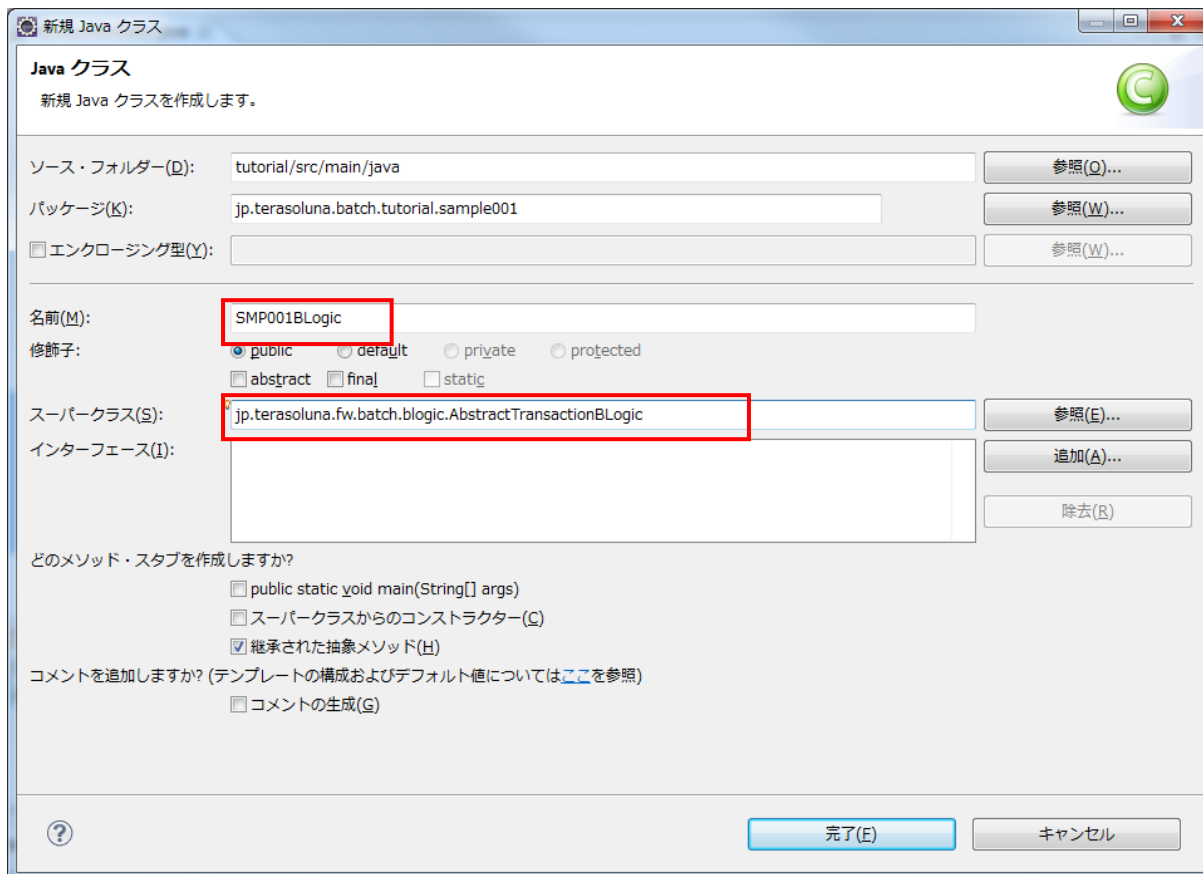 新規 Java クラス
Java クラス
新規 Java クラスを作成します。
ソース・フォルダー(D): tutorial/src/main/java 参照(O)...
パッケージ(K): jp.terasoluna.batch.tutorial.sample001 参照(W)...
エンクロージング型(Y): 参照(W)...
名前(M): SMP001BLogic
修飾子: public default private protected
abstract final static
スーパークラス(S): jp.terasoluna.fw.batch.blogic.AbstractTransactionBLogic 参照(E)...
インターフェース(I): 追加(A)...
除去(R)
どのメソッド・スタブを作成しますか?
public static void main(String[] args)
スーパークラスからのコンストラクター(C)
継承された抽象メソッド(H)
コメントを追加しますか? (テンプレートの構成およびデフォルト値についてはここを参照)
コメントの生成(G)
完了(F) キャンセル